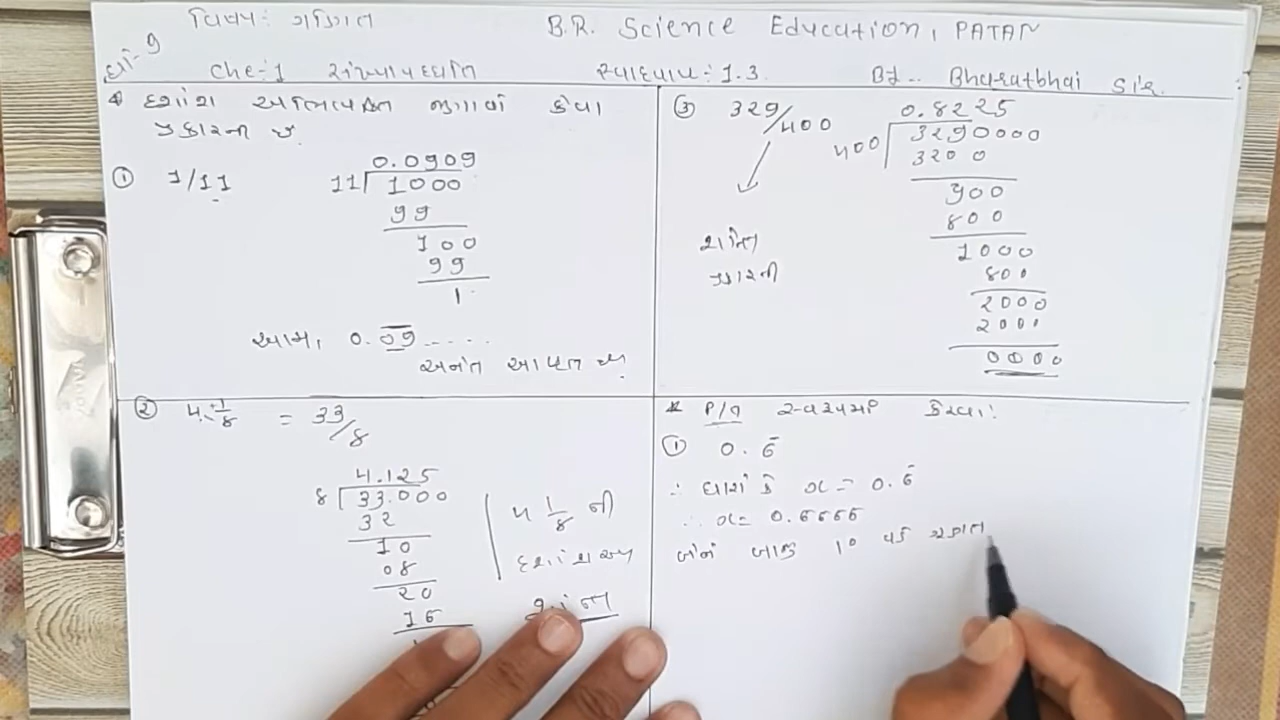 વિષય: ગણિત
B.R. Science Education, PATAN
ધો-9
Che:-1 સંખ્યાપદ્ધતિ
સ્વાધ્યાય:- 1.3
By.. Bharatbhai Sir.
* દશાંશ અભિવ્યક્તિ જણાવો કેવા
પ્રકારની છે.
① 1/11
0.0909
11 1000
99
100
99
1
આમ, 0.09.....
અનંત આવૃત છે.
② 4 1/8 = 33/8
4.125
8 33.000
32
10
08
20
16
4 1/8 ની
દશાંશરૂપ
શાંત
③ 329/400
0.8225
400 3290000
3200
900
800
1000
800
2000
2000
0000
શાંત
પ્રકારની
* P/q સ્વરૂપમાં ફેરવો:
① 0.6̄
∴ ધારો કે x = 0.6̄
∴ x = 0.6666
બંને બાજુ 10 વડે ગુણતા